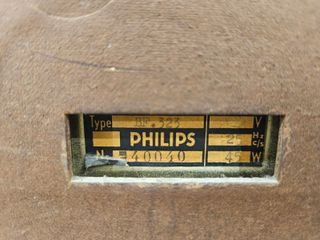 Type BF.323 V
PHILIPS Hz c/s
N 40040 45 W